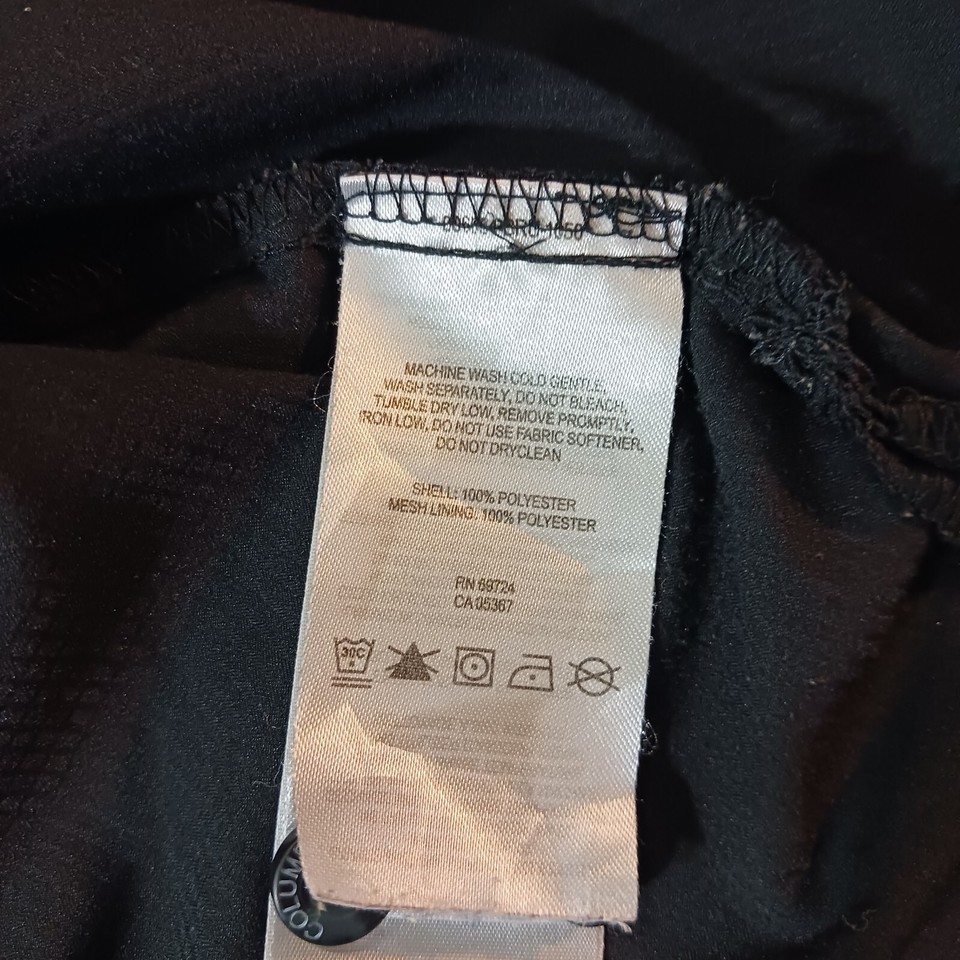 MACHINE WASH COLD GENTLE.
WASH SEPARATELY. DO NOT BLEACH.
TUMBLE DRY LOW, REMOVE PROMPTLY.
IRON LOW. DO NOT USE FABRIC SOFTENER.
DO NOT DRYCLEAN
SHELL: 100% POLYESTER
MESH LINING: 100% POLYESTER
RN 69724
CA 05367
30C
COLUM